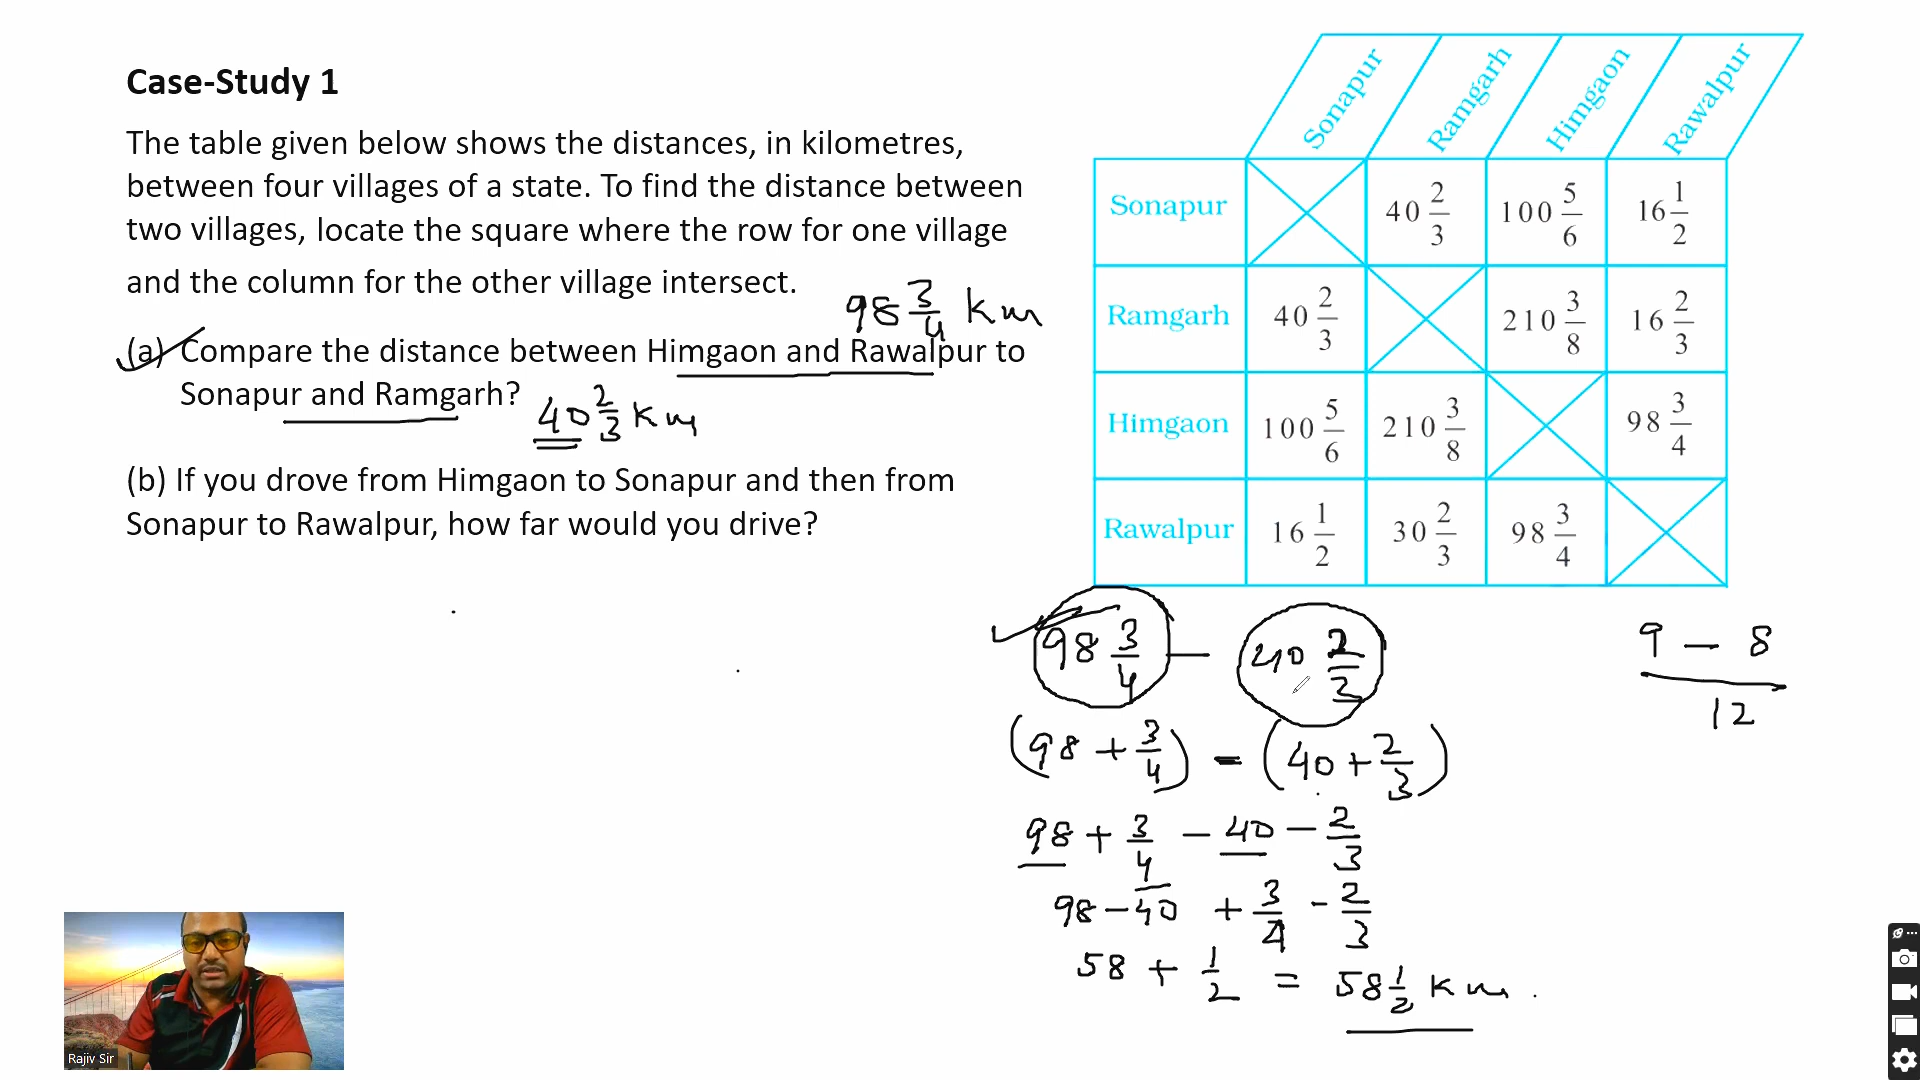 Case-Study 1
The table given below shows the distances, in kilometres,
between four villages of a state. To find the distance between
two villages, locate the square where the row for one village
and the column for the other village intersect.
98 3/4 Km
(a) Compare the distance between Himgaon and Rawalpur to
Sonapur and Ramgarh?
40 2/3 Km
(b) If you drove from Himgaon to Sonapur and then from
Sonapur to Rawalpur, how far would you drive?
Sonapur Ramgarh Himgaon Rawalpur
Sonapur 40 2/3 100 5/6 16 1/2
Ramgarh 40 2/3 210 3/8 16 2/3
Himgaon 100 5/6 210 3/8 98 3/4
Rawalpur 16 1/2 30 2/3 98 3/4
98 3/4 − 40 2/3
(98 + 3/4) − (40 + 2/3)
98 + 3/4 − 40 − 2/3
98 − 40 + 3/4 − 2/3
58 + 1/2 = 58 1/2 Km.
9 − 8
12
Rajiv Sir